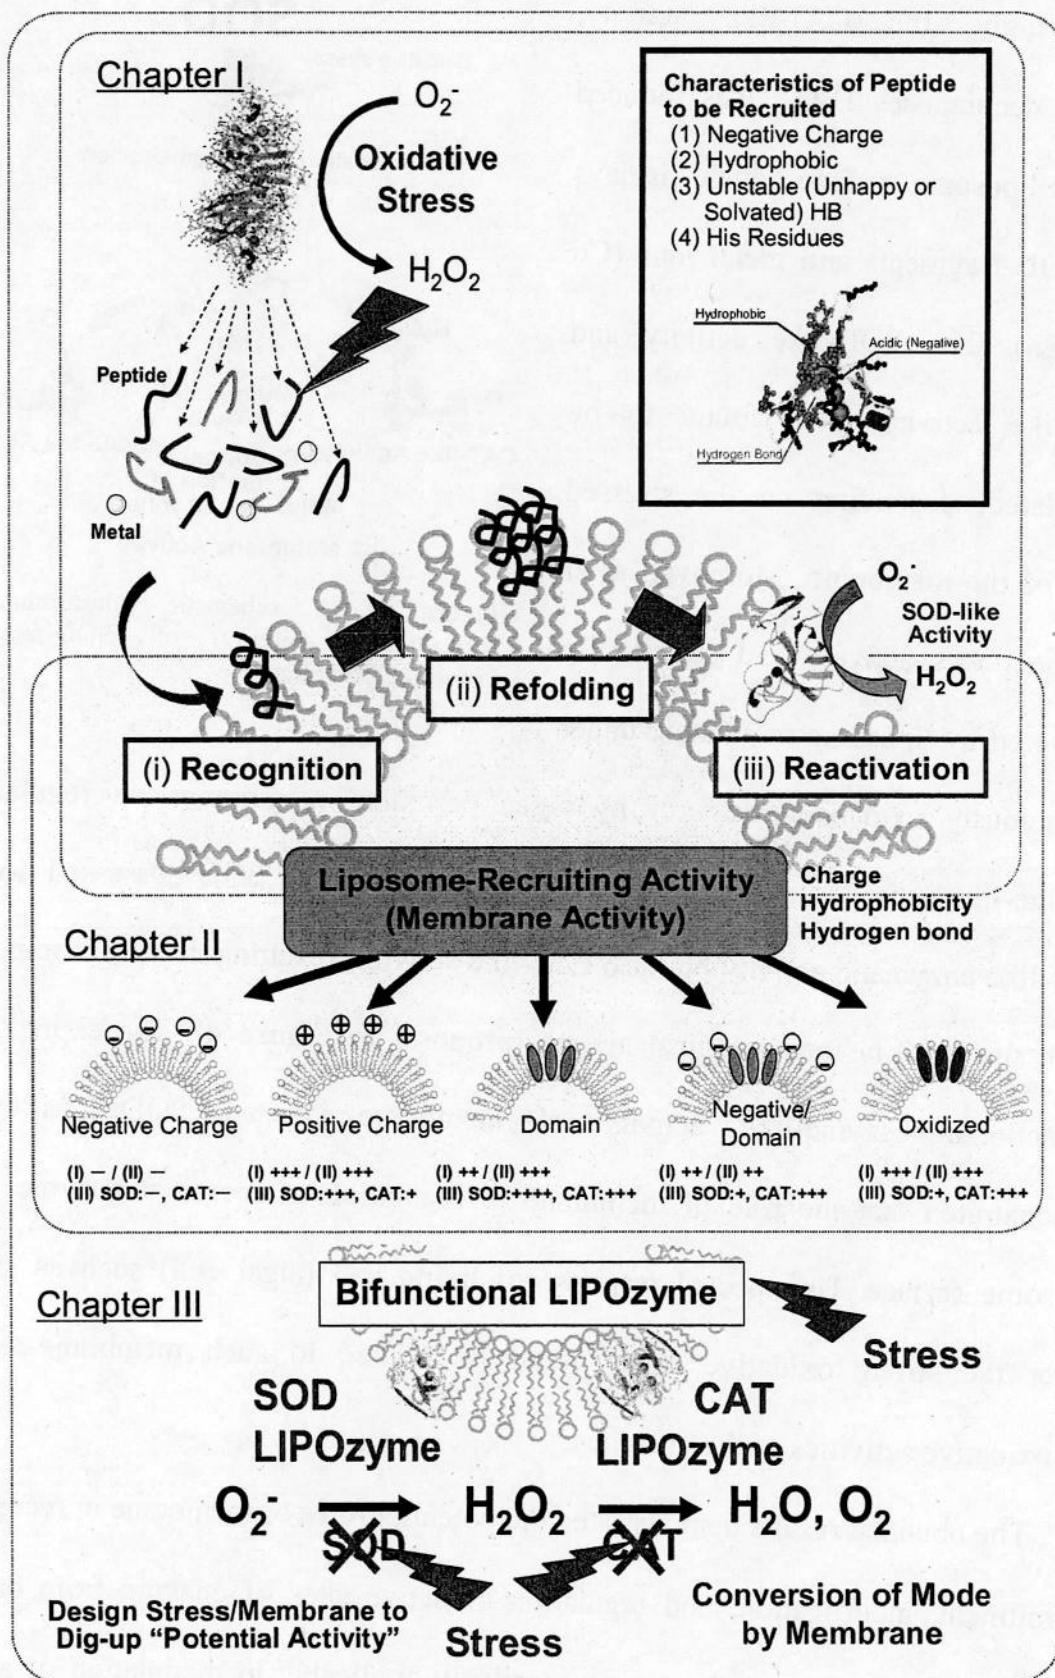 Chapter I
O₂⁻
Oxidative
Stress
H₂O₂
Peptide
Metal
Characteristics of Peptide
to be Recruited
(1) Negative Charge
(2) Hydrophobic
(3) Unstable (Unhappy or
Solvated) HB
(4) His Residues
Hydrophobic
Acidic (Negative)
Hydrogen Bond
O₂⁻
SOD-like
Activity
H₂O₂
(i) Recognition
(ii) Refolding
(iii) Reactivation
Liposome-Recruiting Activity
(Membrane Activity)
Charge
Hydrophobicity
Hydrogen bond
Chapter II
Negative Charge
(I) − / (II) −
(III) SOD:−, CAT:−
Positive Charge
(I) +++ / (II) +++
(III) SOD:+++, CAT:+
Domain
(I) ++ / (II) +++
(III) SOD:++++, CAT:+++
Negative/
Domain
(I) ++ / (II) ++
(III) SOD:+, CAT:+++
Oxidized
(I) +++ / (II) +++
(III) SOD:+, CAT:+++
Chapter III
Bifunctional LIPOzyme
Stress
SOD
LIPOzyme
CAT
LIPOzyme
O₂⁻ → H₂O₂ → H₂O, O₂
SOD
CAT
Design Stress/Membrane to
Dig-up “Potential Activity”
Stress
Conversion of Mode
by Membrane